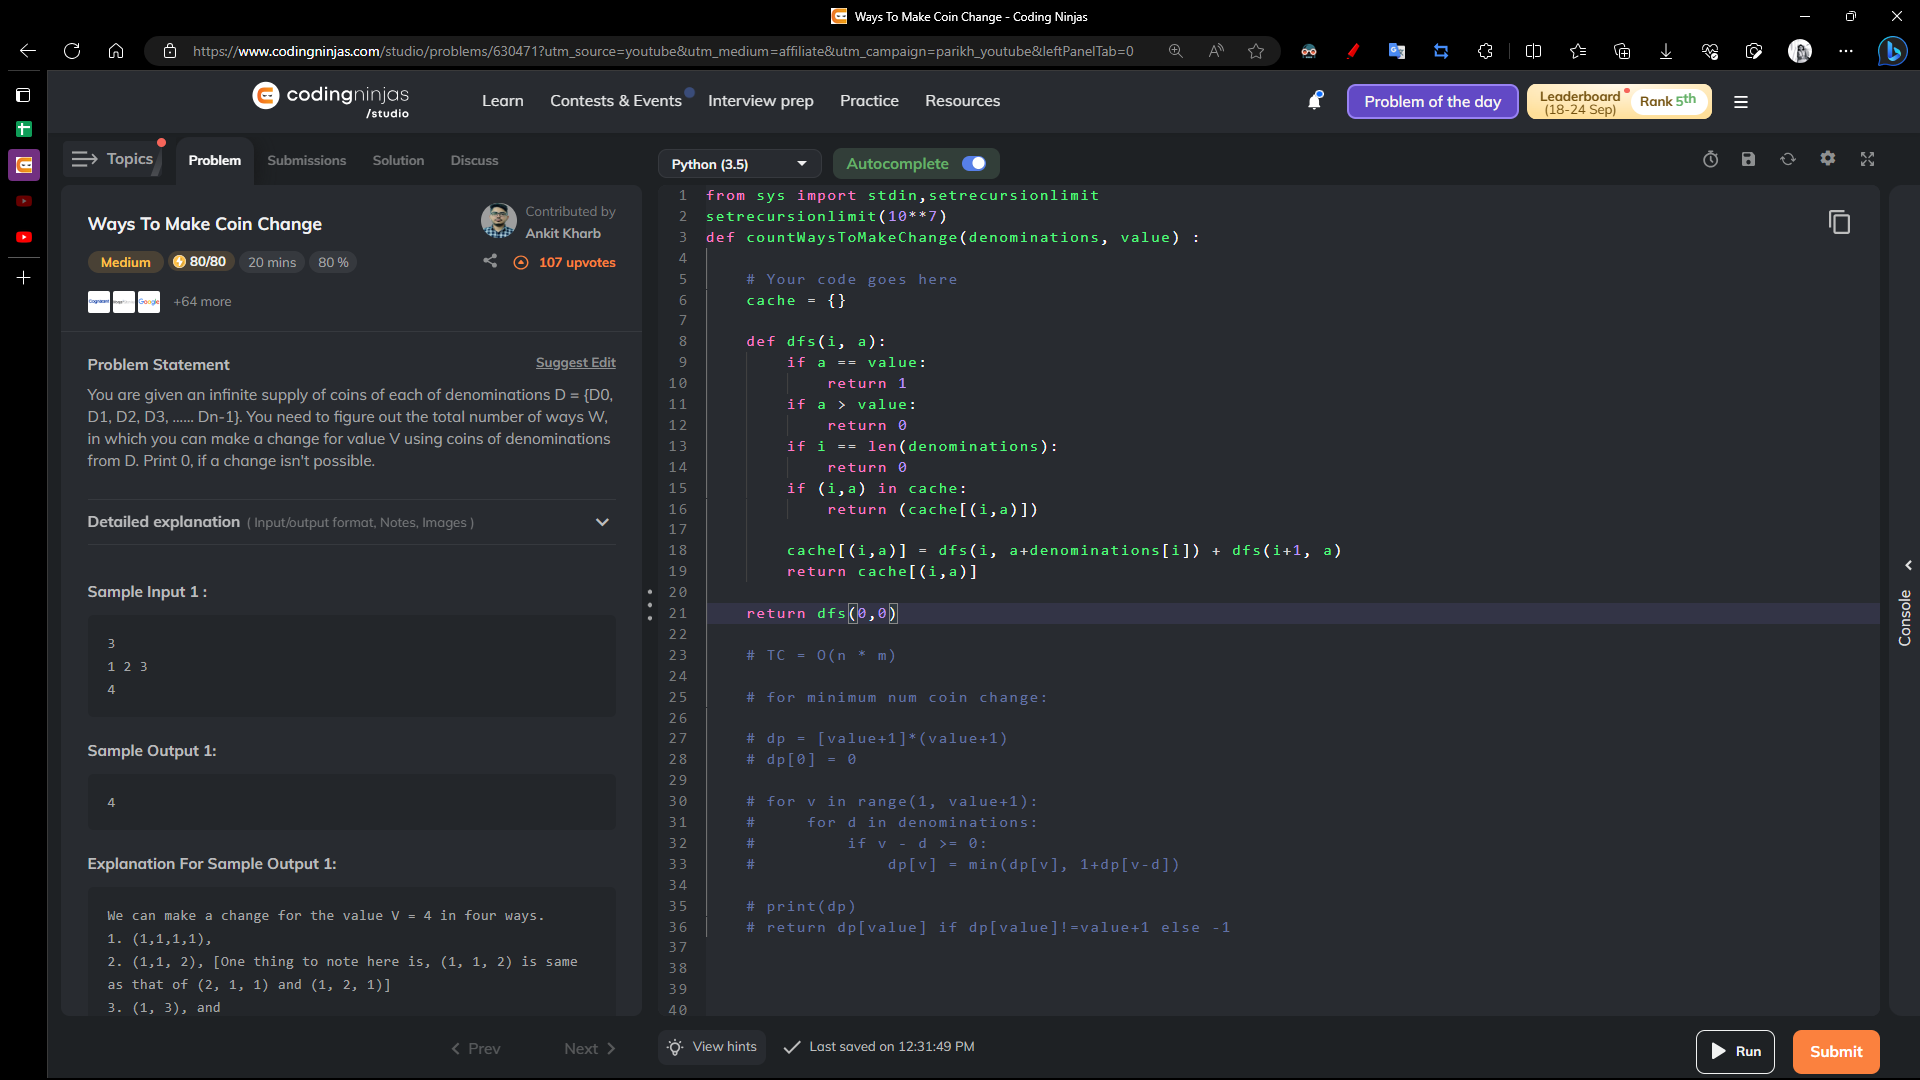 Ways To Make Coin Change - Coding Ninjas
https://www.codingninjas.com/studio/problems/630471?utm_source=youtube&utm_medium=affiliate&utm_campaign=parikh_youtube&leftPanelTab=0
codingninjas
/studio
Learn
Contests & Events
Interview prep
Practice
Resources
Problem of the day
Leaderboard
(18-24 Sep)
Rank 5th
Topics
Problem
Submissions
Solution
Discuss
Ways To Make Coin Change
Contributed by
Ankit Kharb
Medium
80/80
20 mins
80 %
107 upvotes
Cognizant
Google
+64 more
Problem Statement
Suggest Edit
You are given an infinite supply of coins of each of denominations D = {D0,
D1, D2, D3, ...... Dn-1}. You need to figure out the total number of ways W,
in which you can make a change for value V using coins of denominations
from D. Print 0, if a change isn't possible.
Detailed explanation ( Input/output format, Notes, Images )
Sample Input 1 :
3
1 2 3
4
Sample Output 1:
4
Explanation For Sample Output 1:
We can make a change for the value V = 4 in four ways.
1. (1,1,1,1),
2. (1,1, 2), [One thing to note here is, (1, 1, 2) is same
as that of (2, 1, 1) and (1, 2, 1)]
3. (1, 3), and
Prev
Next
Python (3.5)
Autocomplete
1 from sys import stdin,setrecursionlimit
2 setrecursionlimit(10**7)
3 def countWaysToMakeChange(denominations, value) :
4
5 # Your code goes here
6 cache = {}
7
8 def dfs(i, a):
9 if a == value:
10 return 1
11 if a > value:
12 return 0
13 if i == len(denominations):
14 return 0
15 if (i,a) in cache:
16 return (cache[(i,a)])
17
18 cache[(i,a)] = dfs(i, a+denominations[i]) + dfs(i+1, a)
19 return cache[(i,a)]
20
21 return dfs(0,0)
22
23 # TC = O(n * m)
24
25 # for minimum num coin change:
26
27 # dp = [value+1]*(value+1)
28 # dp[0] = 0
29
30 # for v in range(1, value+1):
31 # for d in denominations:
32 # if v - d >= 0:
33 # dp[v] = min(dp[v], 1+dp[v-d])
34
35 # print(dp)
36 # return dp[value] if dp[value]!=value+1 else -1
37
38
39
40
Console
View hints
Last saved on 12:31:49 PM
Run
Submit